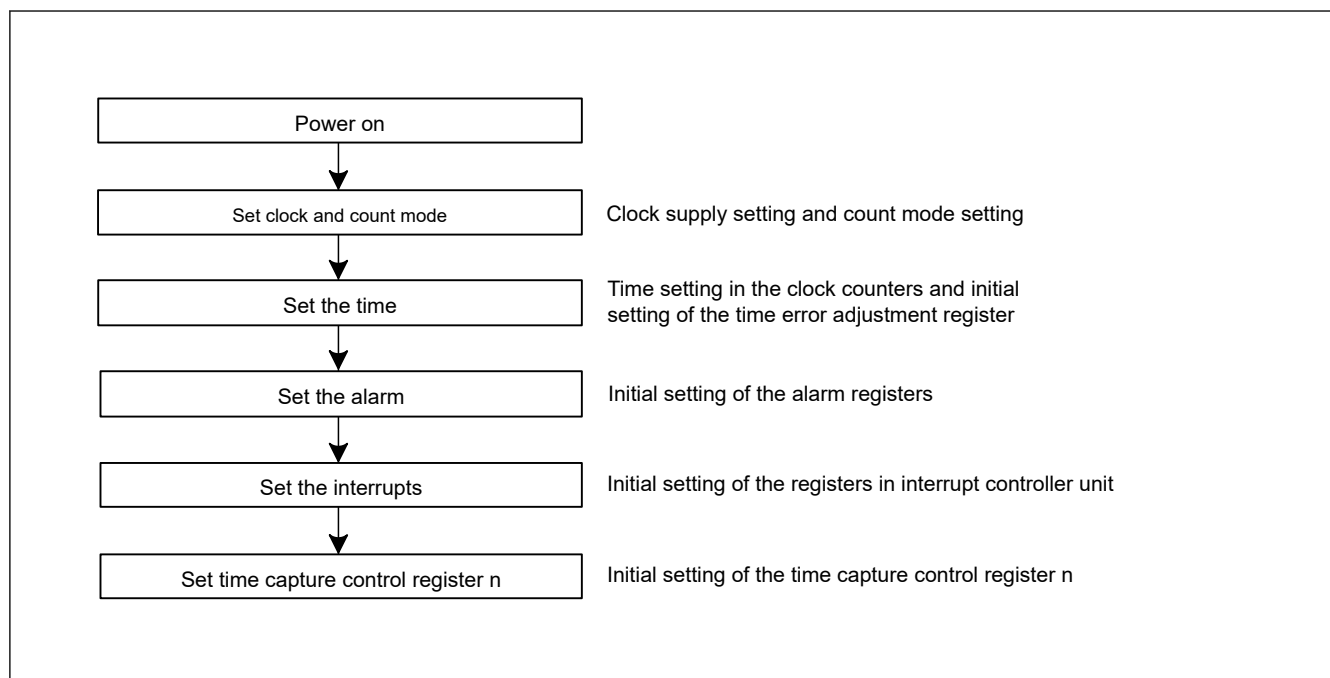 Power on
Set clock and count mode
Clock supply setting and count mode setting
Set the time
Time setting in the clock counters and initial
setting of the time error adjustment register
Set the alarm
Initial setting of the alarm registers
Set the interrupts
Initial setting of the registers in interrupt controller unit
Set time capture control register n
Initial setting of the time capture control register n